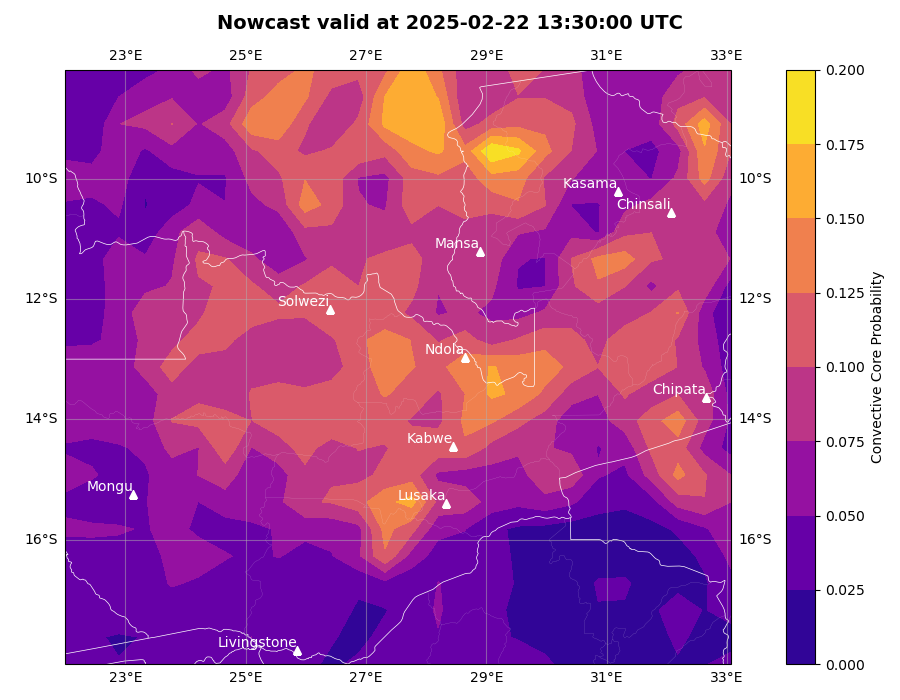 Nowcast valid at 2025-02-22 13:30:00 UTC
23°E 25°E 27°E 29°E 31°E 33°E
0.200
0.175
10°S Kasama 10°S
Chinsali
0.150
Mansa
0.125
12°S Solwezi 12°S
Convective Core Probability
Ndola
0.100
Chipata
14°S 14°S
Kabwe
0.075
Mongu
Lusaka
0.050
16°S 16°S
0.025
Livingstone
0.000
23°E 25°E 27°E 29°E 31°E 33°E